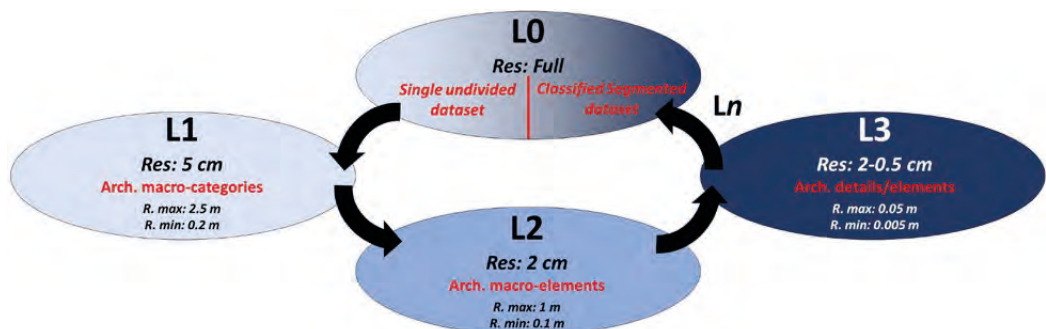 L0
Res: Full
Single undivided dataset
Classified Segmented dataset
L1
Res: 5 cm
Arch. macro-categories
R. max: 2.5 m
R. min: 0.2 m
L2
Res: 2 cm
Arch. macro-elements
R. max: 1 m
R. min: 0.1 m
Ln
L3
Res: 2-0.5 cm
Arch. details/elements
R. max: 0.05 m
R. min: 0.005 m